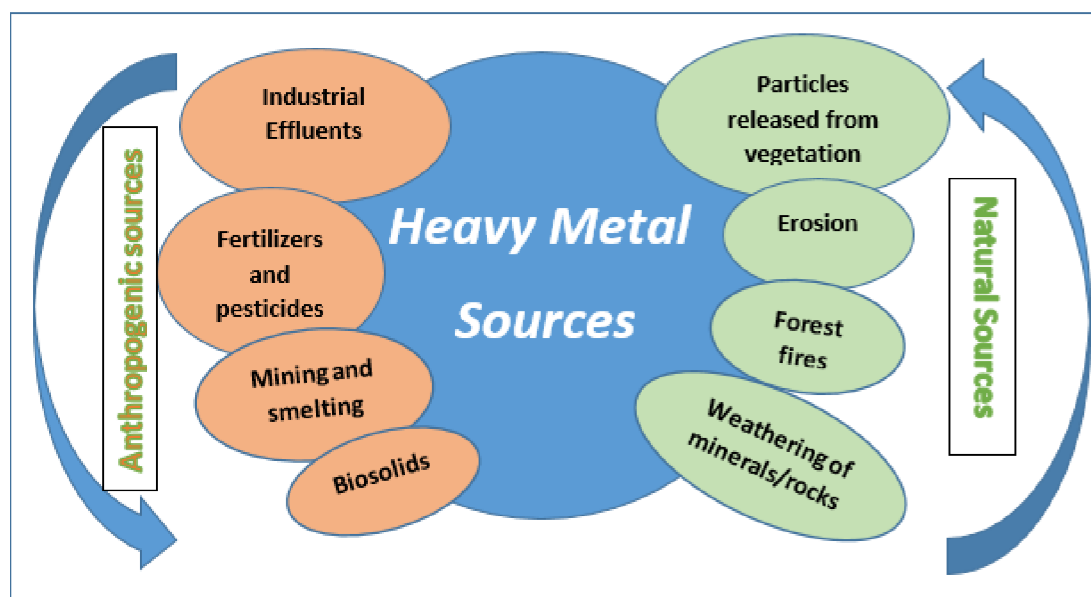 Anthropogenic sources
Industrial
Effluents
Fertilizers
and
pesticides
Mining and
smelting
Biosolids
Heavy Metal
Sources
Particles
released from
vegetation
Erosion
Forest
fires
Weathering of
minerals/rocks
Natural Sources